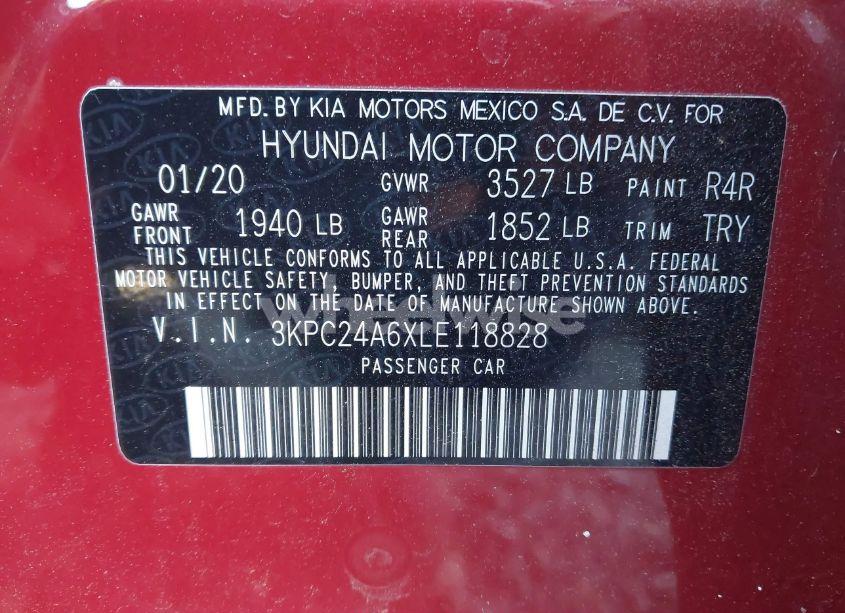 MFD. BY KIA MOTORS MEXICO S.A. DE C.V. FOR
HYUNDAI MOTOR COMPANY
01/20 GVWR 3527 LB PAINT R4R
GAWR FRONT 1940 LB GAWR REAR 1852 LB TRIM TRY
THIS VEHICLE CONFORMS TO ALL APPLICABLE U.S.A. FEDERAL
MOTOR VEHICLE SAFETY, BUMPER, AND THEFT PREVENTION STANDARDS
IN EFFECT ON THE DATE OF MANUFACTURE SHOWN ABOVE.
wheelwise
V.I.N. 3KPC24A6XLE118828
PASSENGER CAR
KIA